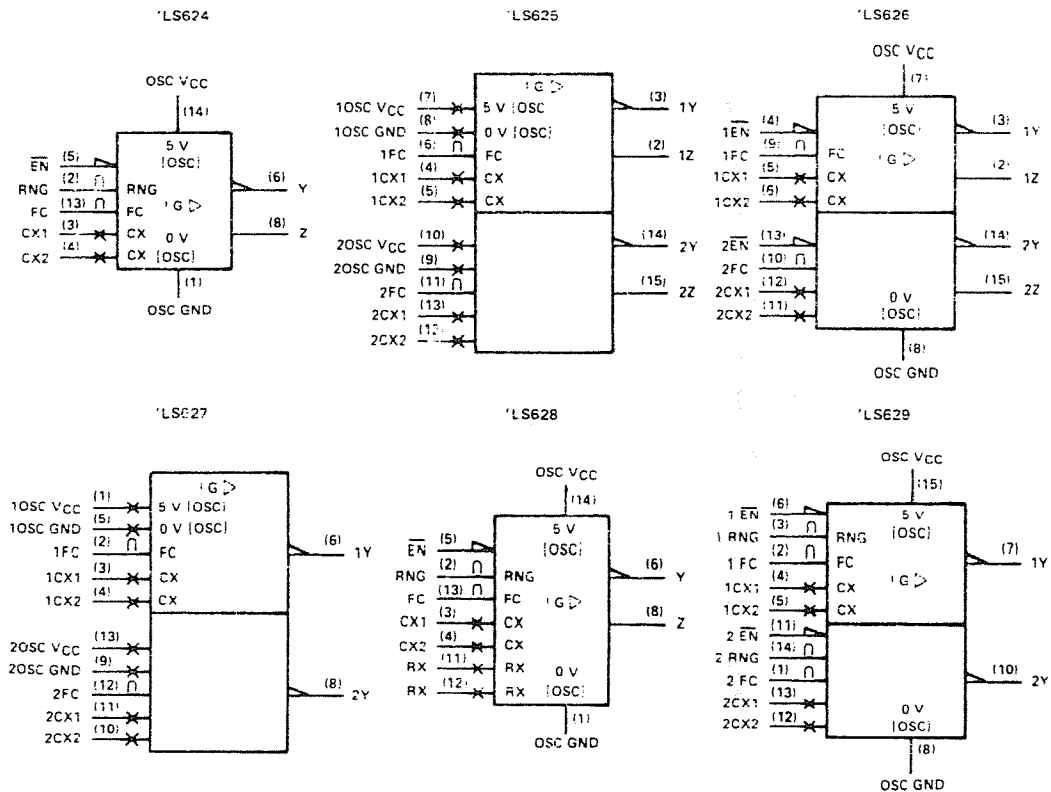 'LS624
OSC VCC
(14)
5 V
[OSC]
EN (5)
RNG (2) RNG
FC (13) FC
CX1 (3) CX
CX2 (4) CX
1G
0 V
[OSC]
(6) Y
(8) Z
(1)
OSC GND
'LS625
1G
1OSC VCC (7) 5 V [OSC]
1OSC GND (8) 0 V [OSC]
1FC (6) FC
1CX1 (4) CX
1CX2 (5) CX
(3) 1Y
(2) 1Z
2OSC VCC (10)
2OSC GND (9)
2FC (11)
2CX1 (13)
2CX2 (12)
(14) 2Y
(15) 2Z
'LS626
OSC VCC
(7)
5 V
[OSC]
1EN (4)
1FC (9) FC
1CX1 (5) CX
1CX2 (6) CX
1G
(3) 1Y
(2) 1Z
2EN (13)
2FC (10)
2CX1 (12)
2CX2 (11)
0 V
[OSC]
(14) 2Y
(15) 2Z
(8)
OSC GND
'LS627
1G
1OSC VCC (1) 5 V [OSC]
1OSC GND (5) 0 V [OSC]
1FC (2) FC
1CX1 (3) CX
1CX2 (4) CX
(6) 1Y
2OSC VCC (13)
2OSC GND (9)
2FC (12)
2CX1 (11)
2CX2 (10)
(8) 2Y
'LS628
OSC VCC
(14)
5 V
[OSC]
EN (5)
RNG (2) RNG
FC (13) FC
CX1 (3) CX
CX2 (4) CX
RX (11) RX
RX (12) RX
1G
0 V
[OSC]
(6) Y
(8) Z
(1)
OSC GND
'LS629
OSC VCC
(15)
5 V
[OSC]
1 EN (6)
1 RNG (3) RNG
1 FC (2) FC
1CX1 (4) CX
1CX2 (5) CX
1G
(7) 1Y
2 EN (11)
2 RNG (14)
2 FC (1)
2CX1 (13)
2CX2 (12)
0 V
[OSC]
(10) 2Y
(8)
OSC GND